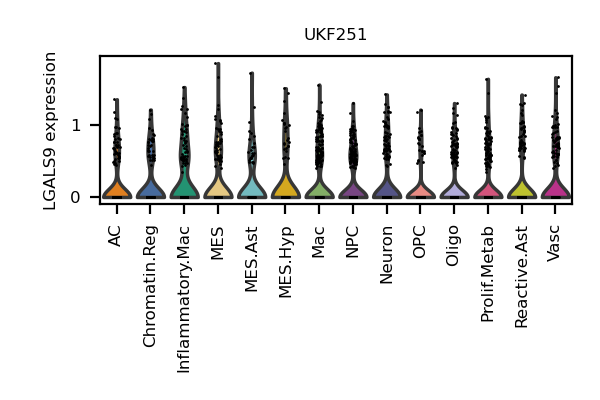 UKF251
LGALS9 expression
1
0
AC
Chromatin.Reg
Inflammatory.Mac
MES
MES.Ast
MES.Hyp
Mac
NPC
Neuron
OPC
Oligo
Prolif.Metab
Reactive.Ast
Vasc